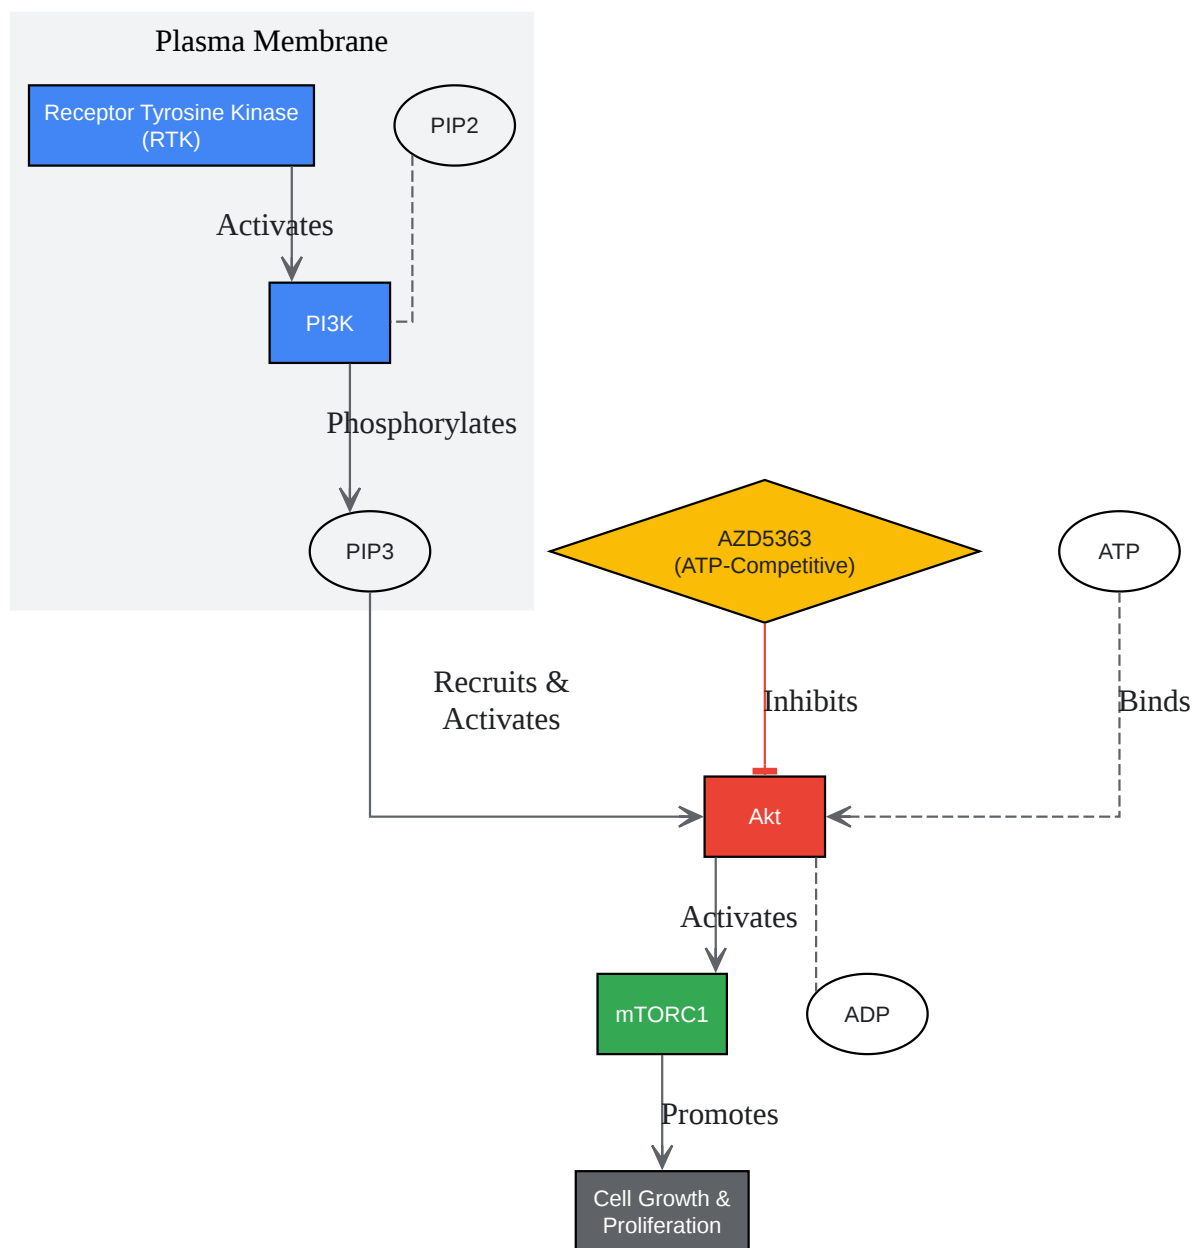 Plasma Membrane
Receptor Tyrosine Kinase
(RTK)
PIP2
Activates
PI3K
Phosphorylates
PIP3
AZD5363
(ATP-Competitive)
ATP
Recruits &
Activates
Inhibits
Binds
Akt
Activates
mTORC1
ADP
Promotes
Cell Growth &
Proliferation